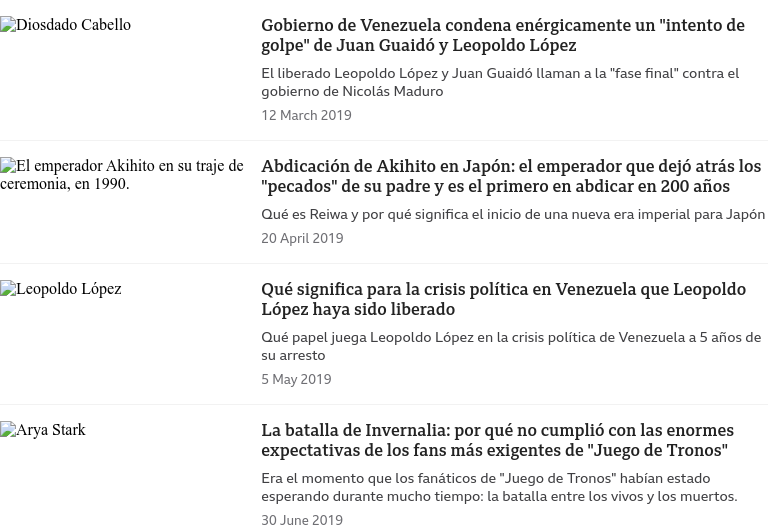 Diosdado Cabello
Gobierno de Venezuela condena enérgicamente un "intento de
golpe" de Juan Guaidó y Leopoldo López
El liberado Leopoldo López y Juan Guaidó llaman a la "fase final" contra el
gobierno de Nicolás Maduro
12 March 2019
El emperador Akihito en su traje de
ceremonia, en 1990.
Abdicación de Akihito en Japón: el emperador que dejó atrás los
"pecados" de su padre y es el primero en abdicar en 200 años
Qué es Reiwa y por qué significa el inicio de una nueva era imperial para Japón
20 April 2019
Leopoldo López
Qué significa para la crisis política en Venezuela que Leopoldo
López haya sido liberado
Qué papel juega Leopoldo López en la crisis política de Venezuela a 5 años de
su arresto
5 May 2019
Arya Stark
La batalla de Invernalia: por qué no cumplió con las enormes
expectativas de los fans más exigentes de "Juego de Tronos"
Era el momento que los fanáticos de "Juego de Tronos" habían estado
esperando durante mucho tiempo: la batalla entre los vivos y los muertos.
30 June 2019